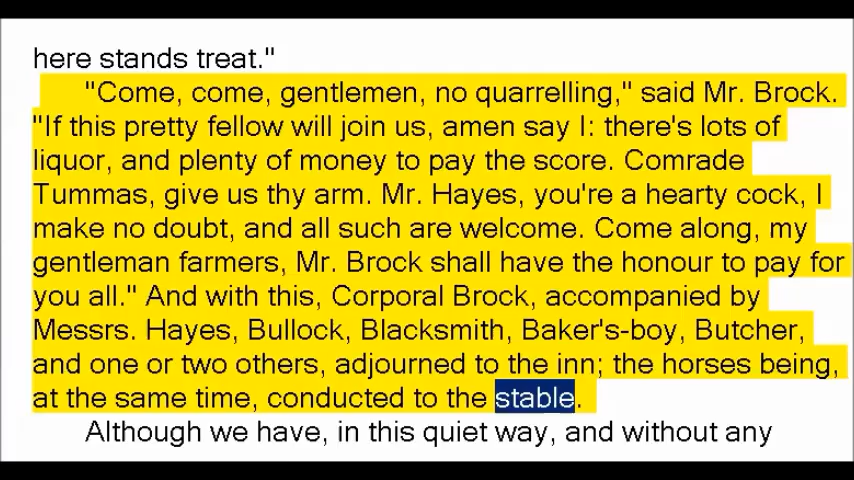 here stands treat."
"Come, come, gentlemen, no quarrelling," said Mr. Brock.
"If this pretty fellow will join us, amen say I: there's lots of
liquor, and plenty of money to pay the score. Comrade
Tummas, give us thy arm. Mr. Hayes, you're a hearty cock, I
make no doubt, and all such are welcome. Come along, my
gentleman farmers, Mr. Brock shall have the honour to pay for
you all." And with this, Corporal Brock, accompanied by
Messrs. Hayes, Bullock, Blacksmith, Baker's-boy, Butcher,
and one or two others, adjourned to the inn; the horses being,
at the same time, conducted to the stable.
Although we have, in this quiet way, and without any